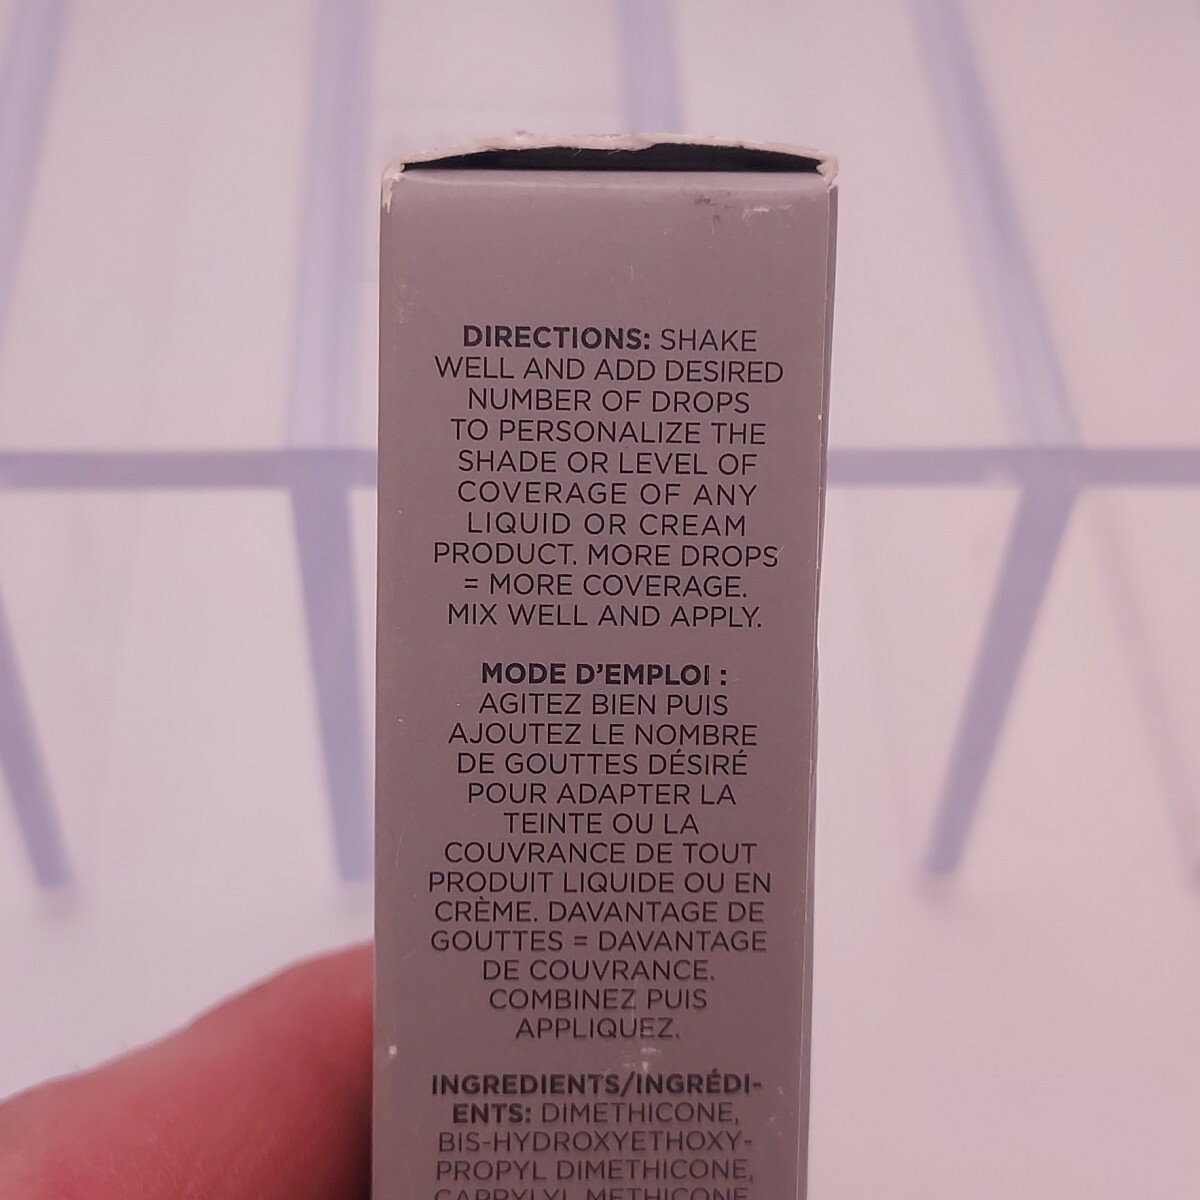 DIRECTIONS: SHAKE
WELL AND ADD DESIRED
NUMBER OF DROPS
TO PERSONALIZE THE
SHADE OR LEVEL OF
COVERAGE OF ANY
LIQUID OR CREAM
PRODUCT. MORE DROPS
= MORE COVERAGE.
MIX WELL AND APPLY.
MODE D'EMPLOI :
AGITEZ BIEN PUIS
AJOUTEZ LE NOMBRE
DE GOUTTES DÉSIRÉ
POUR ADAPTER LA
TEINTE OU LA
COUVRANCE DE TOUT
PRODUIT LIQUIDE OU EN
CRÈME. DAVANTAGE DE
GOUTTES = DAVANTAGE
DE COUVRANCE.
COMBINEZ PUIS
APPLIQUEZ.
INGREDIENTS/INGRÉDI-
ENTS: DIMETHICONE,
BIS-HYDROXYETHOXY-
PROPYL DIMETHICONE,
CAPRYLYL METHICONE